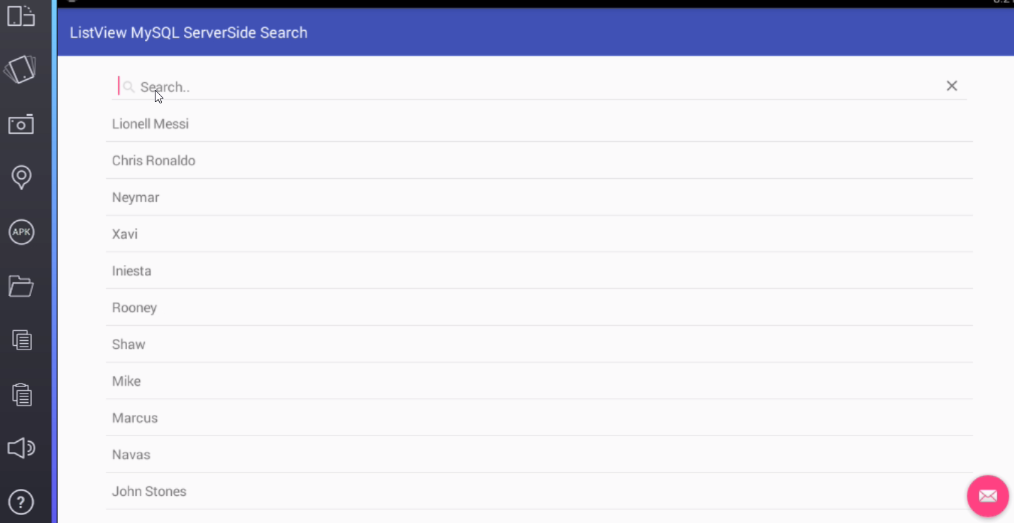 ListView MySQL ServerSide Search
Search..
Lionell Messi
Chris Ronaldo
Neymar
Xavi
Iniesta
Rooney
Shaw
Mike
Marcus
Navas
John Stones
APK
?